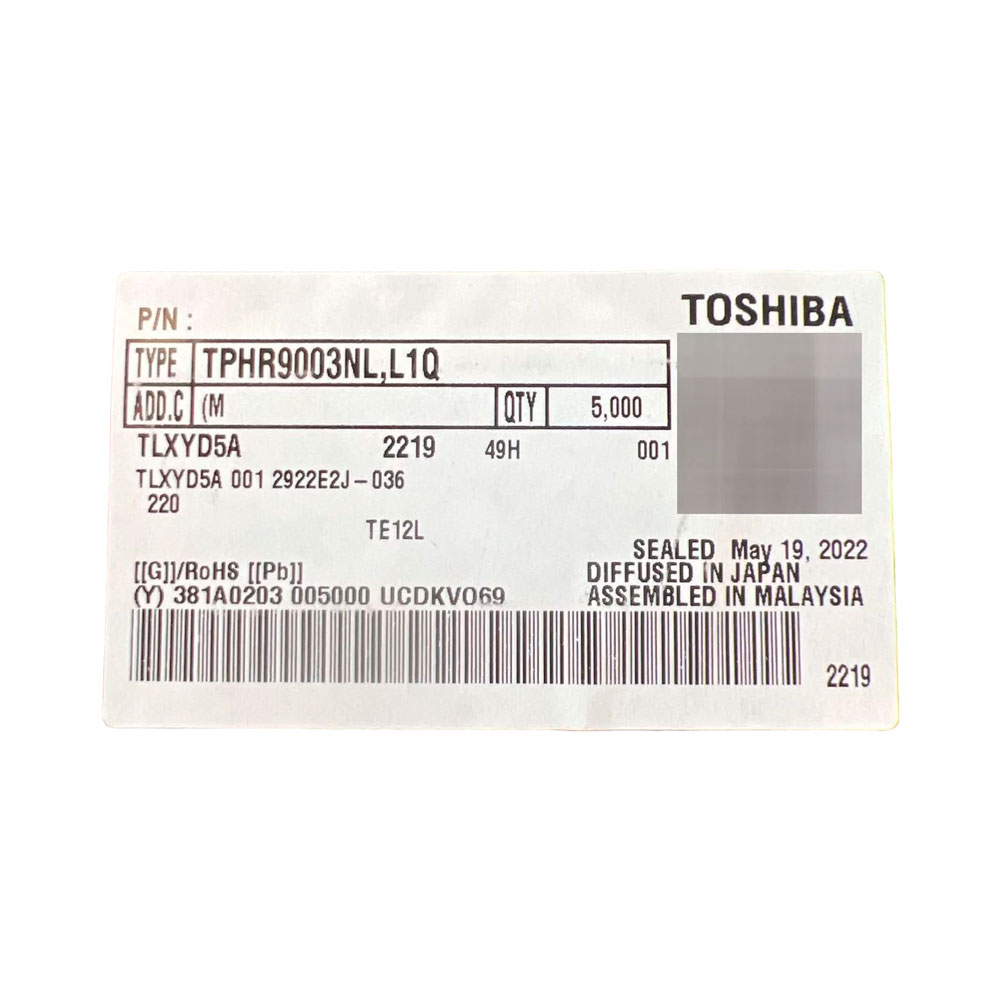 P/N :
TOSHIBA
TYPE TPHR9003NL,L1Q
ADD.C (M QTY 5,000
TLXYD5A 2219 49H 001
TLXYD5A 001 2922E2J-036
220
TE12L
SEALED May 19, 2022
[[G]]/RoHS [[Pb]] DIFFUSED IN JAPAN
(Y) 381A0203 005000 UCDKV069 ASSEMBLED IN MALAYSIA
2219